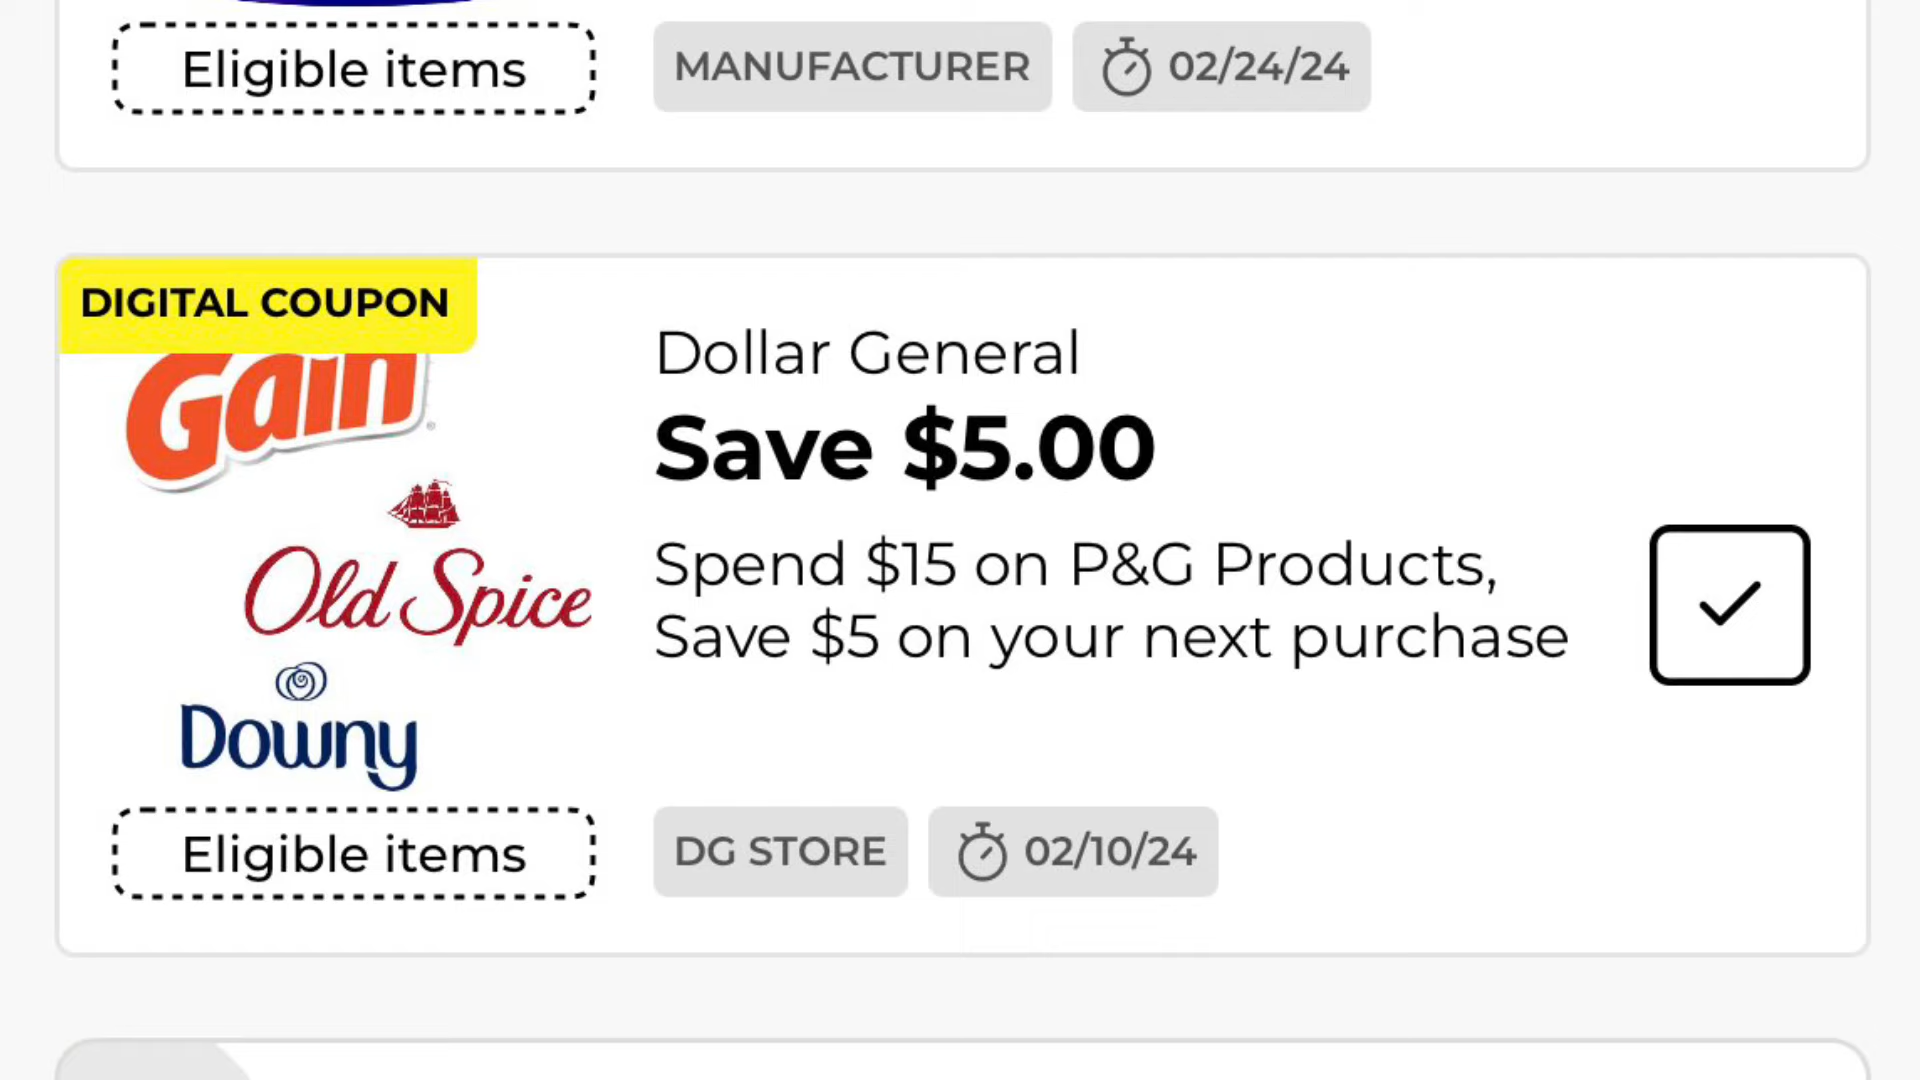 Eligible items
MANUFACTURER
02/24/24
DIGITAL COUPON
Gain
Old Spice
Downy
Eligible items
Dollar General
Save $5.00
Spend $15 on P&G Products,
Save $5 on your next purchase
DG STORE
02/10/24